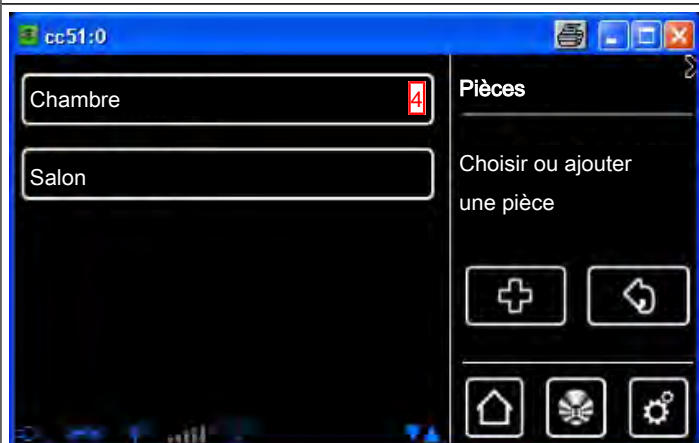 cc51:0
Chambre 4
Salon
Pièces
Choisir ou ajouter
une pièce